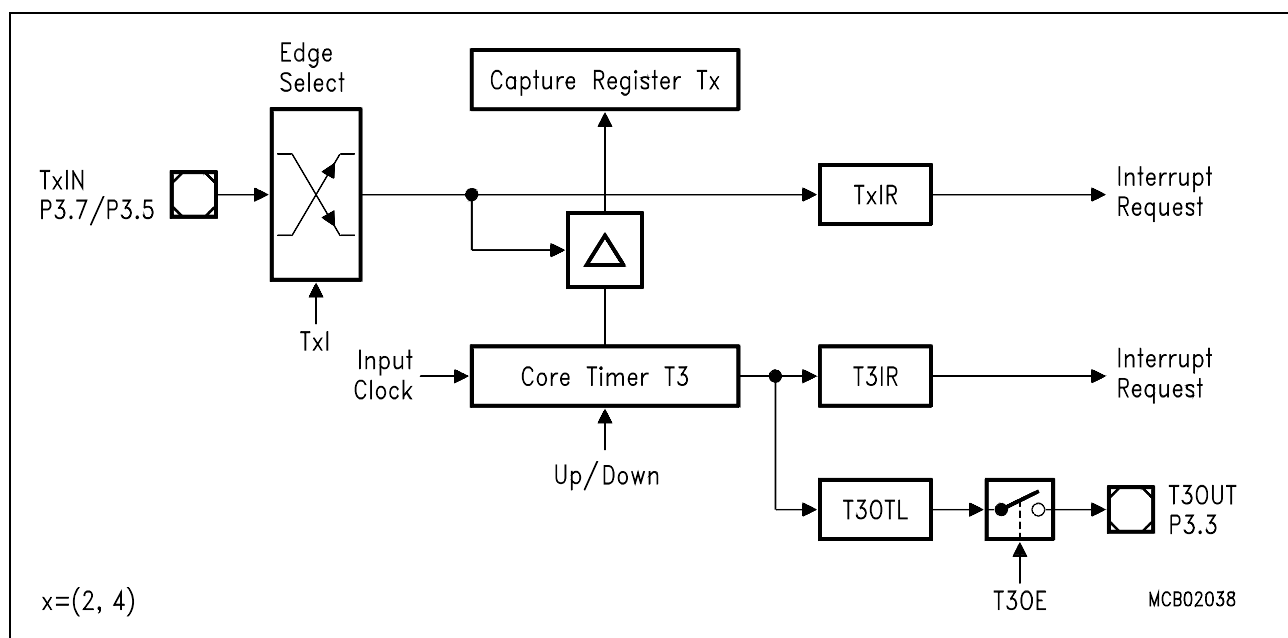 Edge
Select
Capture Register Tx
TxIN
P3.7/P3.5
TxIR
Interrupt
Request
TxI
Input
Clock
Core Timer T3
T3IR
Interrupt
Request
Up/Down
T3OTL
T3OUT
P3.3
T3OE
x=(2, 4)
MCB02038